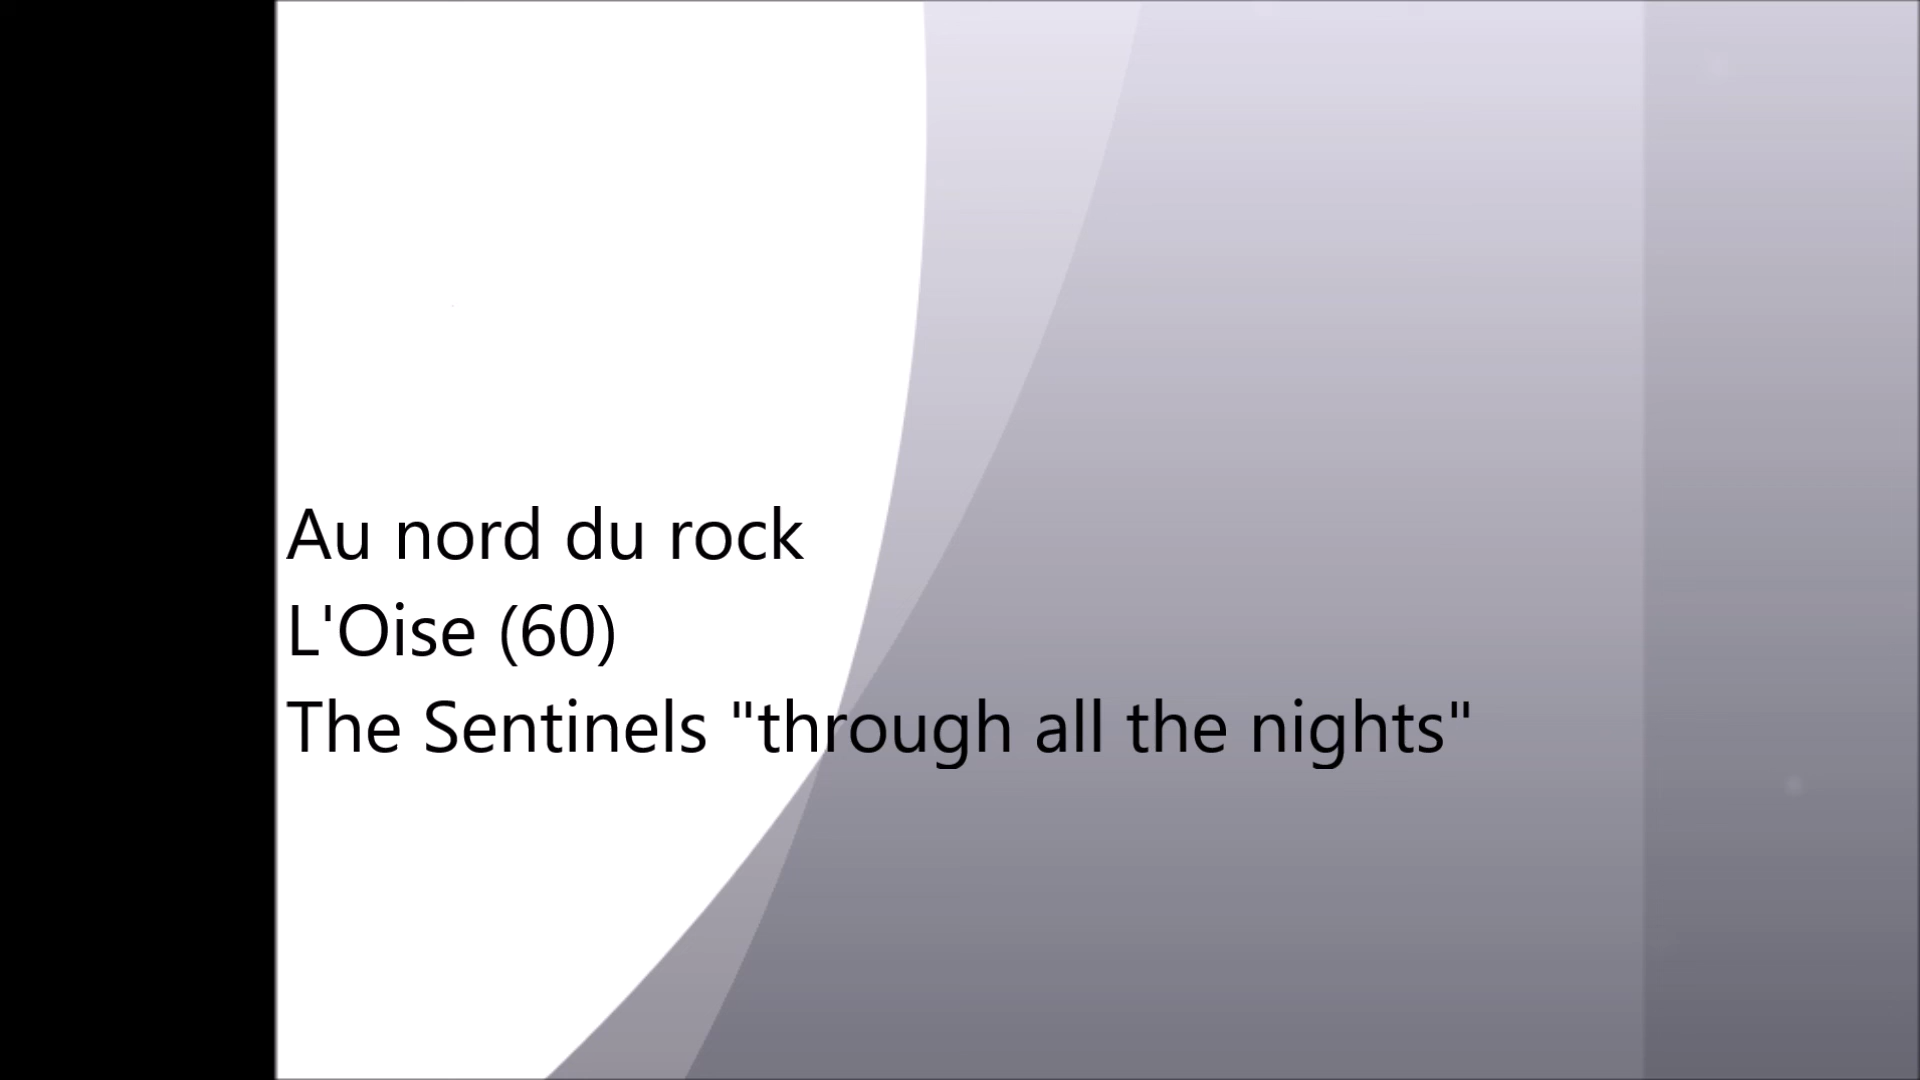 Au nord du rock
L'Oise (60)
The Sentinels "through all the nights"